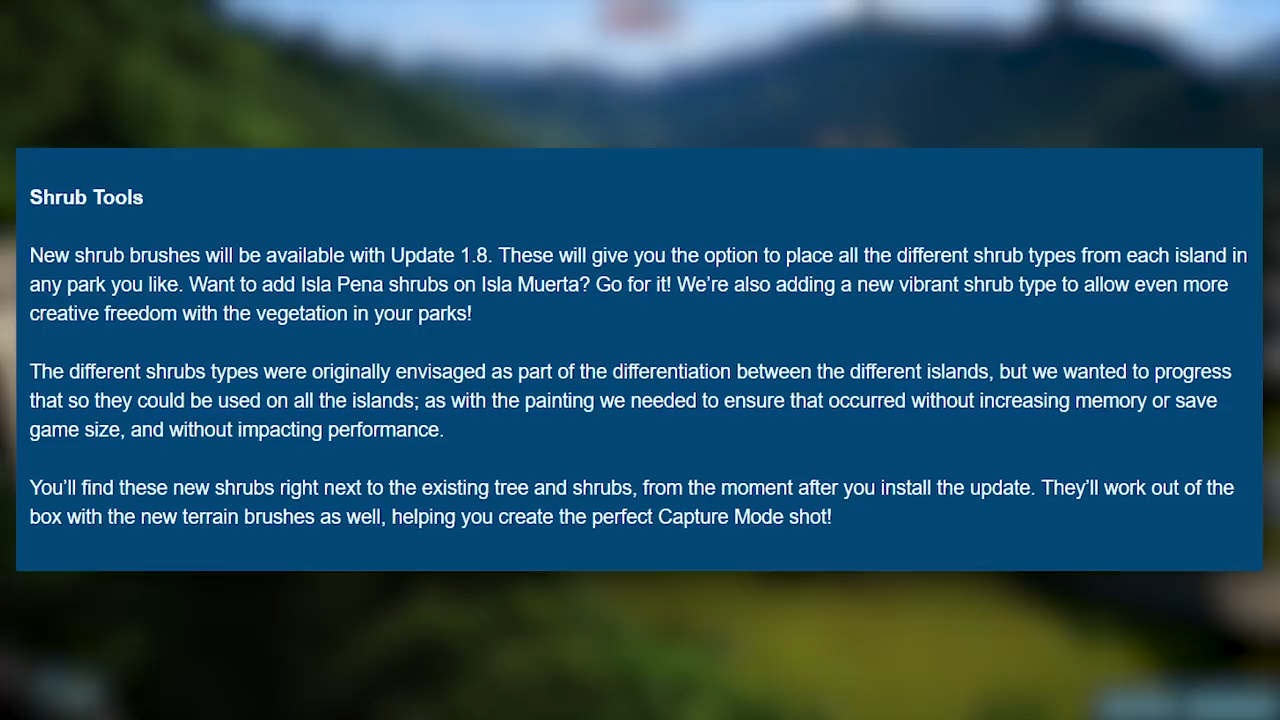 Shrub Tools
New shrub brushes will be available with Update 1.8. These will give you the option to place all the different shrub types from each island in
any park you like. Want to add Isla Pena shrubs on Isla Muerta? Go for it! We’re also adding a new vibrant shrub type to allow even more
creative freedom with the vegetation in your parks!
The different shrubs types were originally envisaged as part of the differentiation between the different islands, but we wanted to progress
that so they could be used on all the islands; as with the painting we needed to ensure that occurred without increasing memory or save
game size, and without impacting performance.
You’ll find these new shrubs right next to the existing tree and shrubs, from the moment after you install the update. They’ll work out of the
box with the new terrain brushes as well, helping you create the perfect Capture Mode shot!